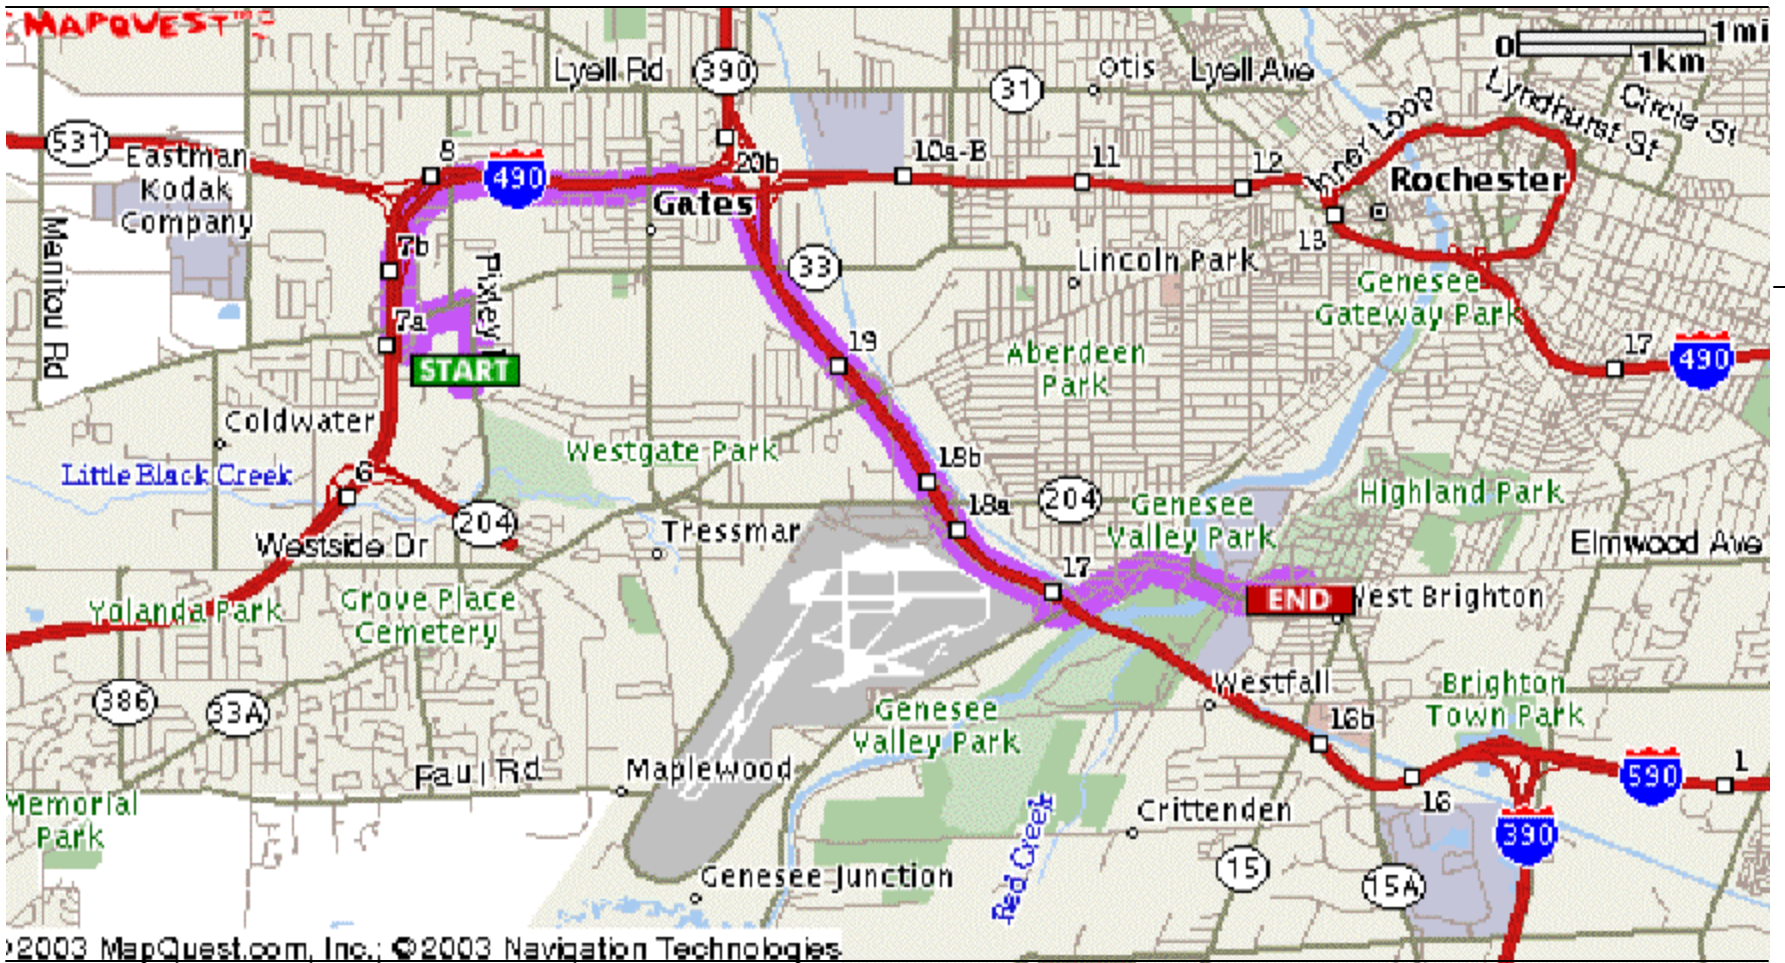 MAPQUEST™
Lyell Rd
390
31
Otis
Lyell Ave
0
1mi
1km
Lyndhurst St
Circle St
Inner Loop
531
Eastman
Kodak
Company
8
490
20b
10a-B
11
12
Rochester
Gates
13
Manitou Rd
7b
Pixley
33
Lincoln Park
Genesee
Gateway Park
7a
START
19
Aberdeen
Park
17
490
Coldwater
Westgate Park
Little Black Creek
6
18b
18a
204
Highland Park
Genesee
Valley Park
204
Tressmar
Westside Dr
Elmwood Ave
17
Yolanda Park
Grove Place
Cemetery
END
West Brighton
Westfall
Brighton
Town Park
386
33A
Genesee
Valley Park
16b
Paul Rd
Maplewood
590
1
Memorial
Park
Red Creek
Crittenden
16
390
15
15A
Genesee Junction
©2003 MapQuest.com, Inc.; ©2003 Navigation Technologies